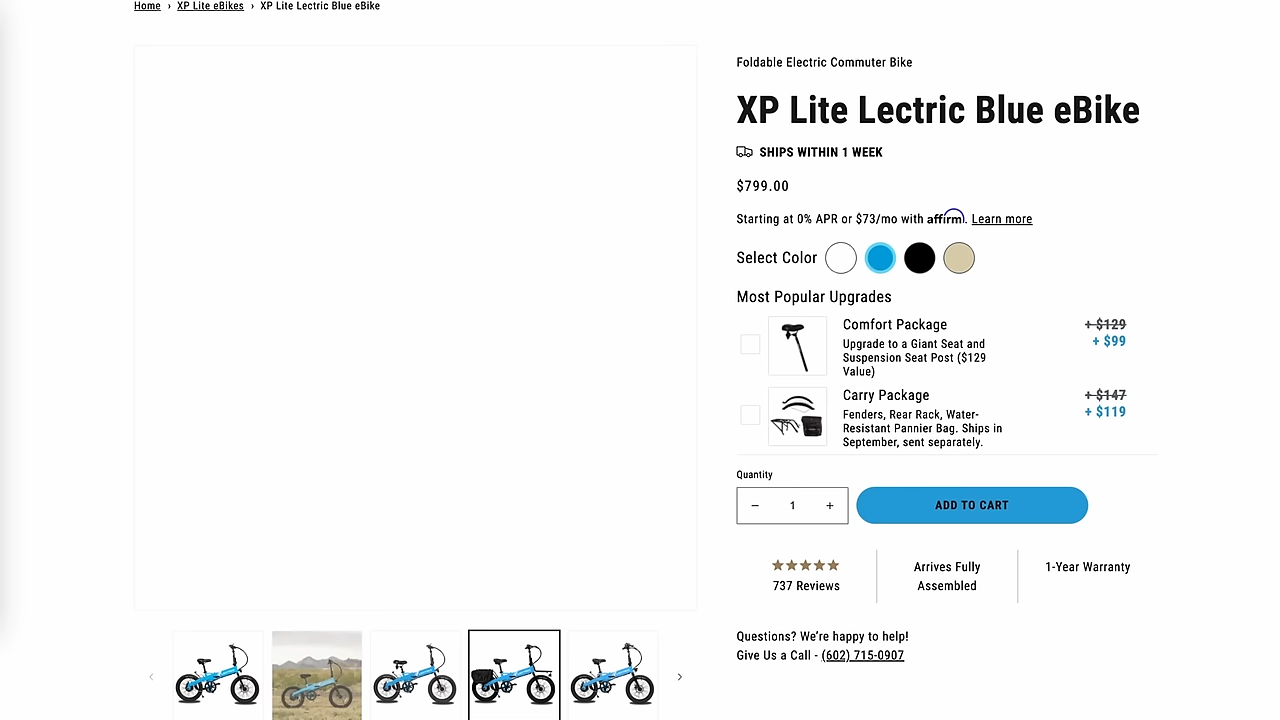 Home › XP Lite eBikes › XP Lite Lectric Blue eBike
Foldable Electric Commuter Bike
XP Lite Lectric Blue eBike
SHIPS WITHIN 1 WEEK
$799.00
Starting at 0% APR or $73/mo with affirm. Learn more
Select Color
Most Popular Upgrades
Comfort Package + $129
Upgrade to a Giant Seat and + $99
Suspension Seat Post ($129
Value)
Carry Package + $147
Fenders, Rear Rack, Water- + $119
Resistant Pannier Bag. Ships in
September, sent separately.
Quantity
− 1 + ADD TO CART
737 Reviews
Arrives Fully
Assembled
1-Year Warranty
Questions? We’re happy to help!
Give Us a Call - (602) 715-0907